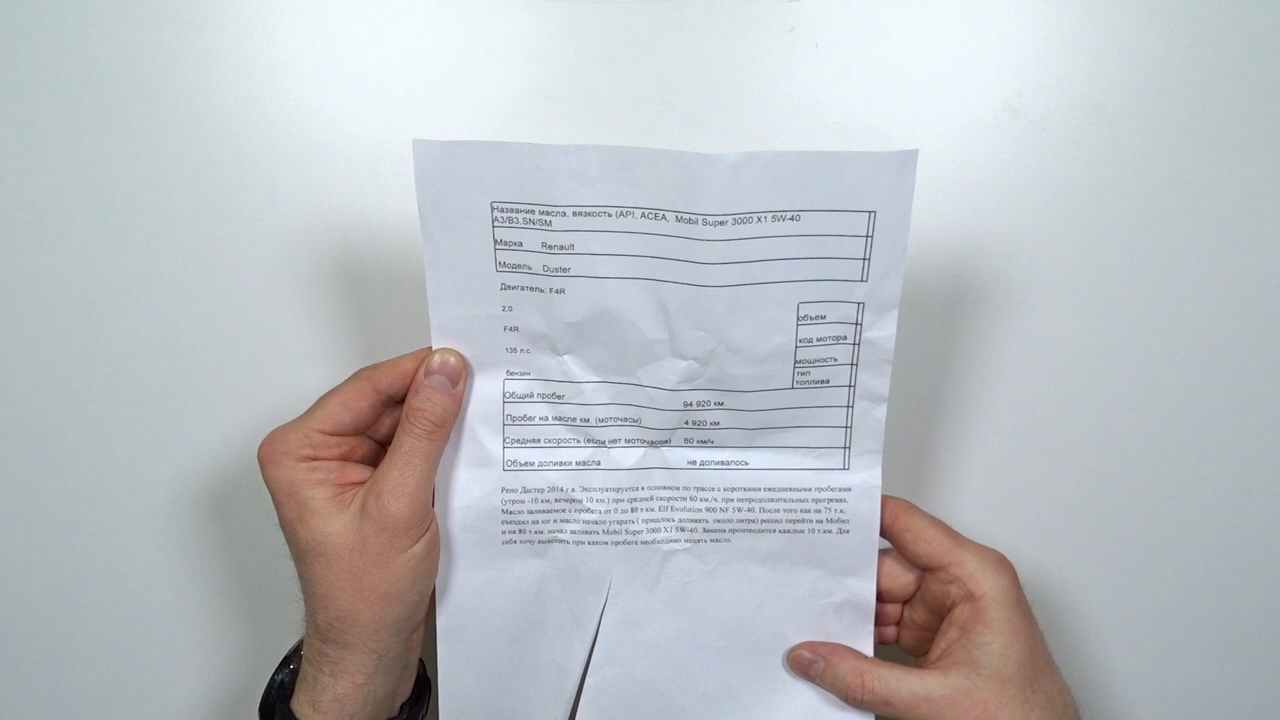 Название масла, вязкость (API, ACEA, Mobil Super 3000 X1 5W-40
A3/B3,SN/SM
Марка Renault
Модель Duster
Двигатель; F4R
2,0
объем
F4R
код мотора
135 л.с.
мощность
бензин
тип
топлива
Общий пробег 94 920 км.
Пробег на масле км. (моточасы) 4 920 км.
Средняя скорость (если нет моточасов) 60 км/ч
Объем доливки масла не доливалось
Рено Дастер 2014 г в. Эксплуатируется в основном по трассе с короткими ежедневными пробегами
(утром -10 км, вечером 10 км.) при средней скорости 60 км./ч. при непродолжительных прогревах.
Масло заливаемое с пробега от 0 до 80 т.км. Elf Evolution 900 NF 5W-40. После того как на 75 т.к.
съездил на юг и масло начало угарать ( пришлось доливать около литра) решил перейти на Мобил
и на 80 т.км. начал заливать Mobil Super 3000 X1 5W-40. Замена производится каждые 10 т.км. Для
себя хочу выяснить при каком пробеге необходимо менять масло.